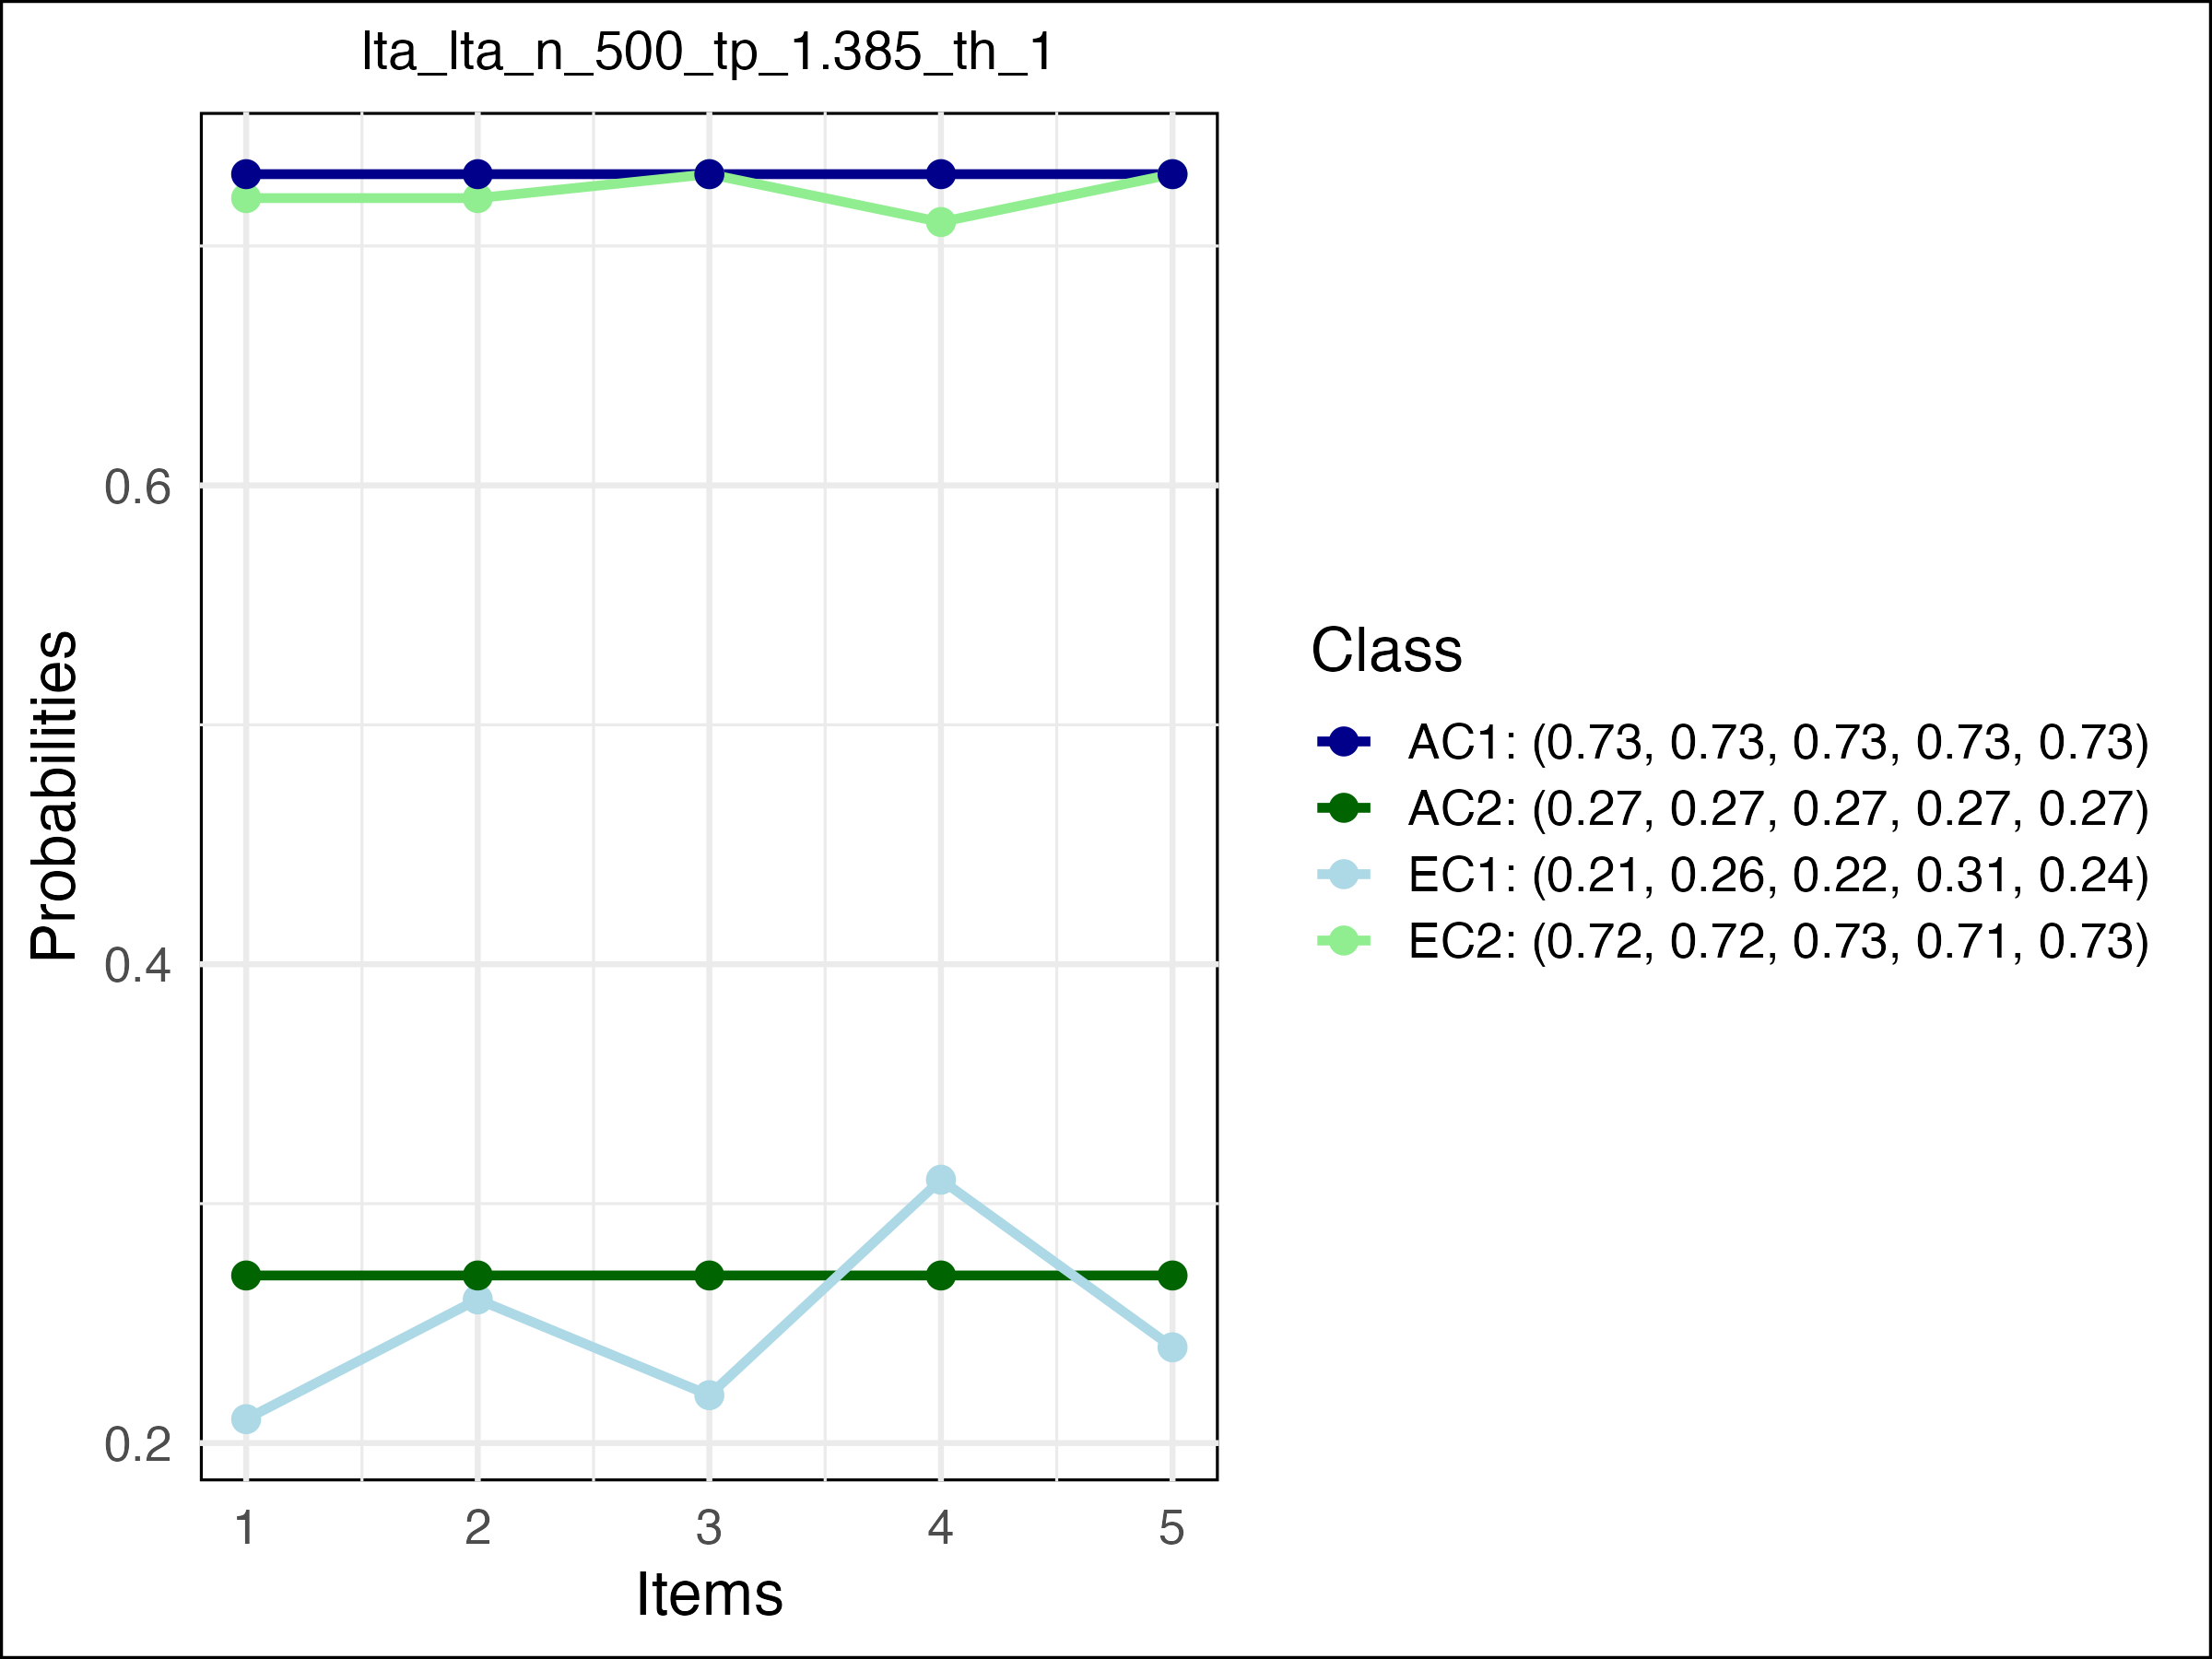 lta_lta_n_500_tp_1.385_th_1
Probabilities
0.6
0.4
0.2
1 2 3 4 5
Items
Class
AC1: (0.73, 0.73, 0.73, 0.73, 0.73)
AC2: (0.27, 0.27, 0.27, 0.27, 0.27)
EC1: (0.21, 0.26, 0.22, 0.31, 0.24)
EC2: (0.72, 0.72, 0.73, 0.71, 0.73)